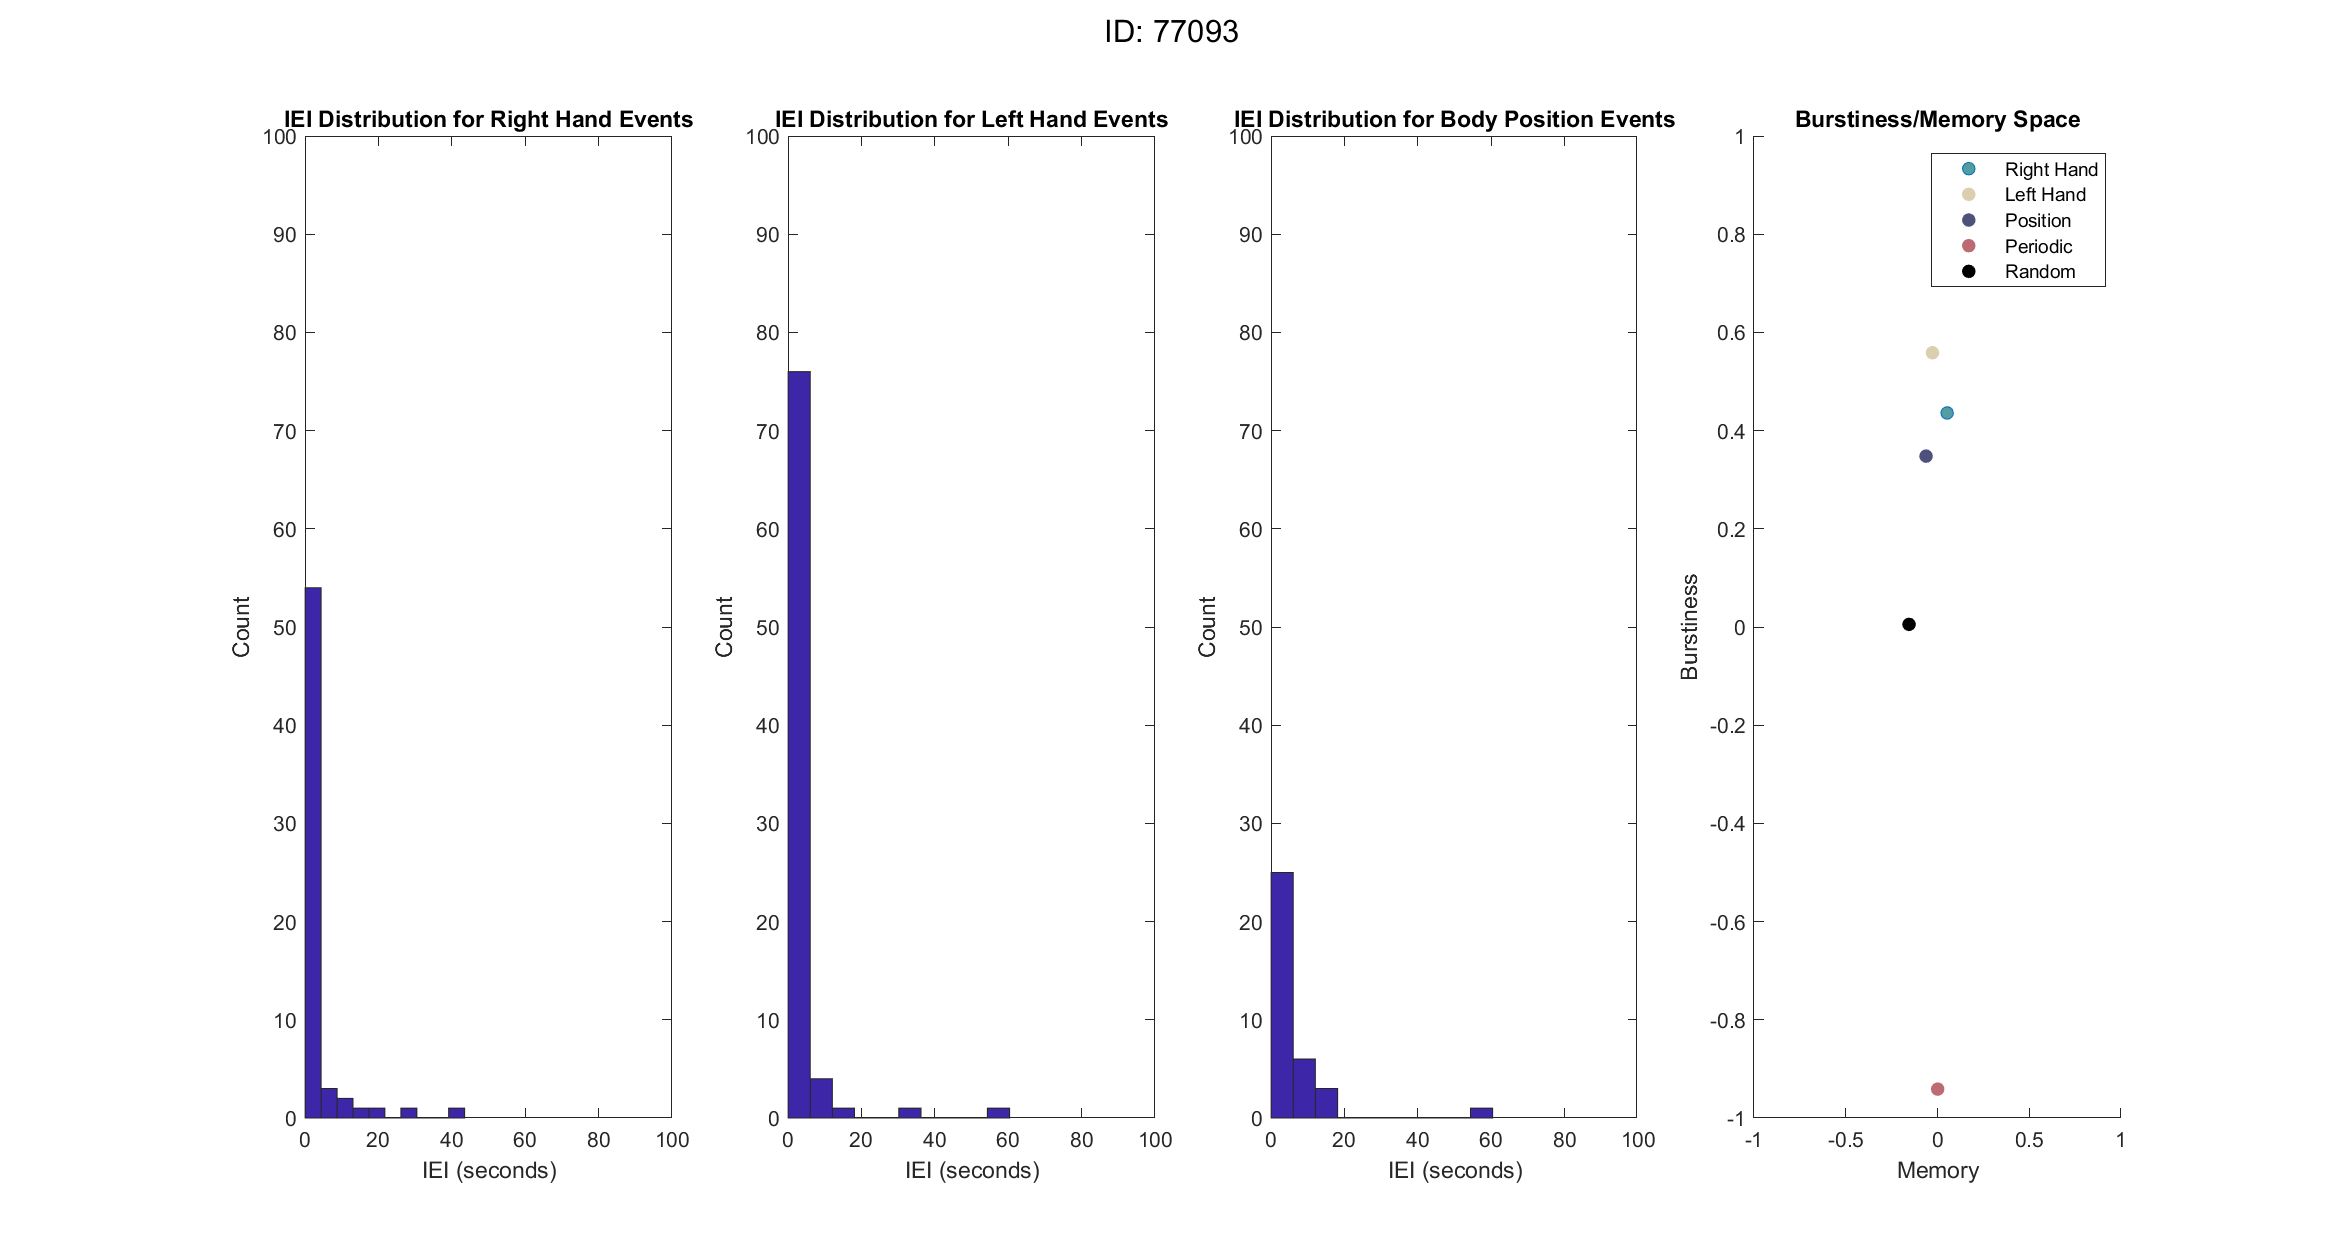 ID: 77093
IEI Distribution for Right Hand Events
100
90
80
70
60
50
40
30
20
10
0
Count
0 20 40 60 80 100
IEI (seconds)
IEI Distribution for Left Hand Events
100
90
80
70
60
50
40
30
20
10
0
Count
0 20 40 60 80 100
IEI (seconds)
IEI Distribution for Body Position Events
100
90
80
70
60
50
40
30
20
10
0
Count
0 20 40 60 80 100
IEI (seconds)
Burstiness/Memory Space
1
0.8
0.6
0.4
0.2
0
-0.2
-0.4
-0.6
-0.8
-1
Burstiness
-1 -0.5 0 0.5 1
Memory
Right Hand
Left Hand
Position
Periodic
Random